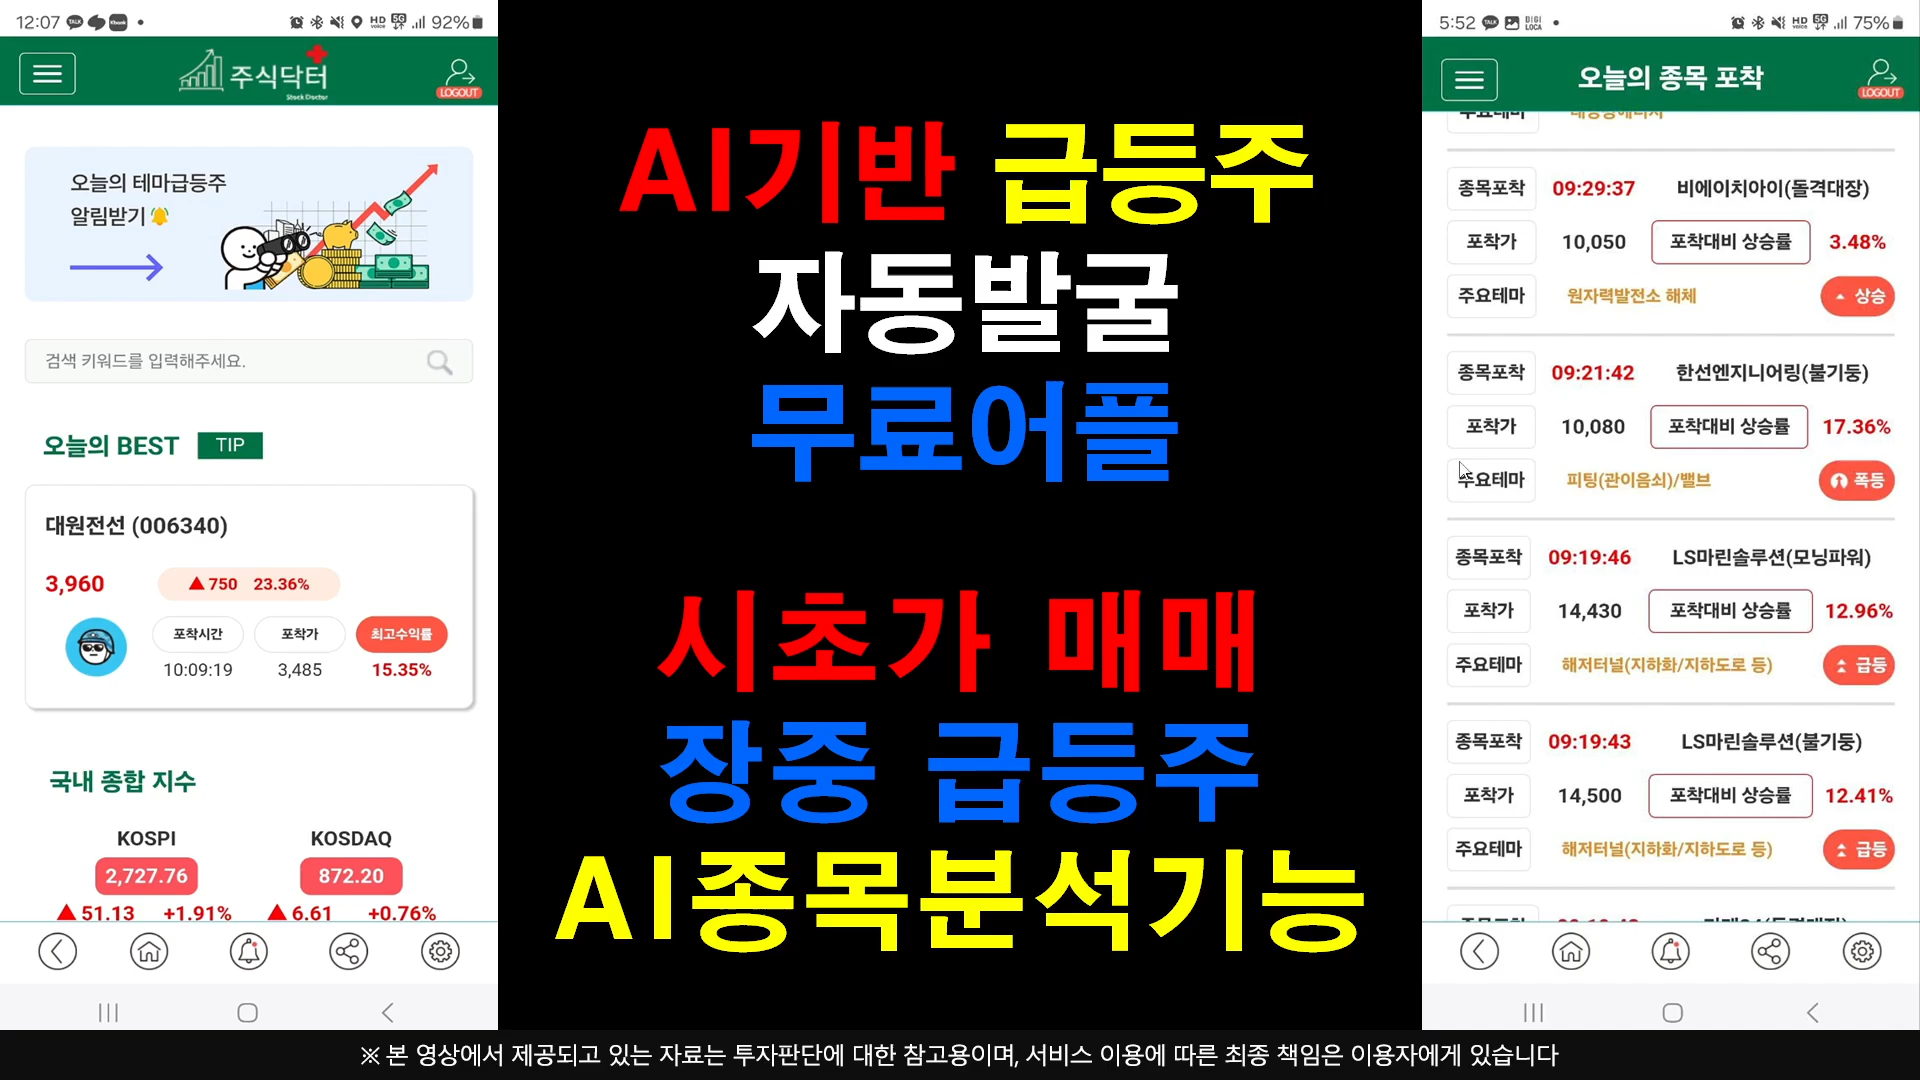 12:07
92%
주식닥터
Stock Doctor
LOGOUT
오늘의 테마급등주
알림받기
검색 키워드를 입력해주세요.
오늘의 BEST TIP
대원전선 (006340)
3,960 ▲750 23.36%
포착시간 포착가 최고수익률
10:09:19 3,485 15.35%
국내 종합 지수
KOSPI KOSDAQ
2,727.76 872.20
▲51.13 +1.91% ▲6.61 +0.76%
AI기반 급등주
자동발굴
무료어플
시초가 매매
장중 급등주
AI종목분석기능
5:52
75%
오늘의 종목 포착
LOGOUT
주요테마 태양광에너지
종목포착 09:29:37 비에이치아이(돌격대장)
포착가 10,050 포착대비 상승률 3.48%
주요테마 원자력발전소 해체 상승
종목포착 09:21:42 한선엔지니어링(불기둥)
포착가 10,080 포착대비 상승률 17.36%
주요테마 피팅(관이음쇠)/밸브 폭등
종목포착 09:19:46 LS마린솔루션(모닝파워)
포착가 14,430 포착대비 상승률 12.96%
주요테마 해저터널(지하화/지하도로 등) 급등
종목포착 09:19:43 LS마린솔루션(불기둥)
포착가 14,500 포착대비 상승률 12.41%
주요테마 해저터널(지하화/지하도로 등) 급등
종목포착
※ 본 영상에서 제공되고 있는 자료는 투자판단에 대한 참고용이며, 서비스 이용에 따른 최종 책임은 이용자에게 있습니다